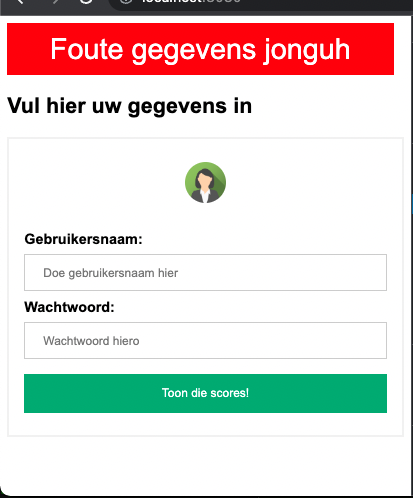 Foute gegevens jonguh
Vul hier uw gegevens in
Gebruikersnaam:
Doe gebruikersnaam hier
Wachtwoord:
Wachtwoord hiero
Toon die scores!